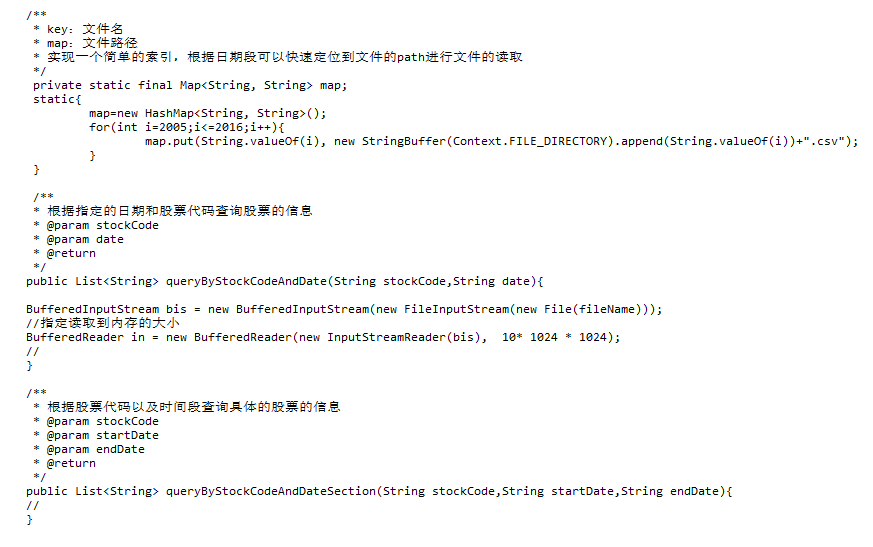 /**
 * key: 文件名
 * map: 文件路径
 * 实现一个简单的索引，根据日期段可以快速定位到文件的path进行文件的读取
 */
private static final Map<String, String> map;
static{
map=new HashMap<String, String>();
for(int i=2005;i<=2016;i++){
map.put(String.valueOf(i), new StringBuffer(Context.FILE_DIRECTORY).append(String.valueOf(i))+".csv");
}
}
/**
 * 根据指定的日期和股票代码查询股票的信息
 * @param stockCode
 * @param date
 * @return
 */
public List<String> queryByStockCodeAndDate(String stockCode,String date){
BufferedInputStream bis = new BufferedInputStream(new FileInputStream(new File(fileName)));
//指定读取到内存的大小
BufferedReader in = new BufferedReader(new InputStreamReader(bis),  10* 1024 * 1024);
//
}
/**
 * 根据股票代码以及时间段查询具体的股票的信息
 * @param stockCode
 * @param startDate
 * @param endDate
 * @return
 */
public List<String> queryByStockCodeAndDateSection(String stockCode,String startDate,String endDate){
//
}